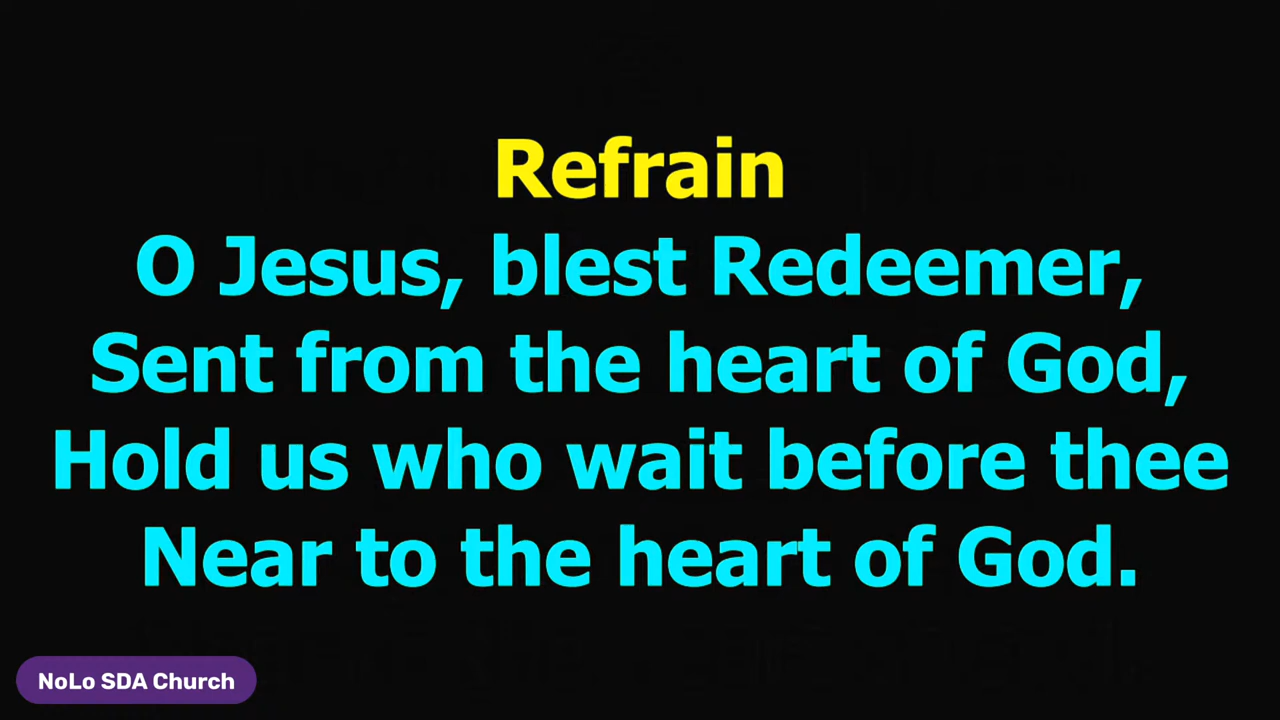 Refrain
O Jesus, blest Redeemer,
Sent from the heart of God,
Hold us who wait before thee
Near to the heart of God.
NoLo SDA Church